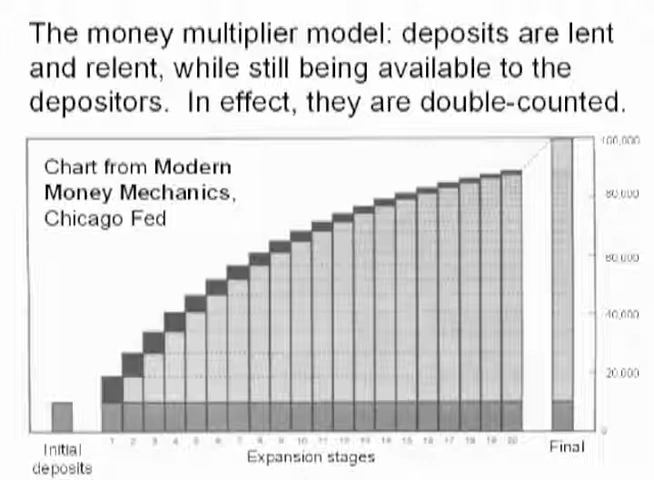 The money multiplier model: deposits are lent
and relent, while still being available to the
depositors. In effect, they are double-counted.
Chart from Modern
Money Mechanics,
Chicago Fed
100,000
80,000
60,000
40,000
20,000
0
1 2 3 4 5 6 7 8 9 10 11 12 13 14 15 16 17 18 19 20
Initial
deposits
Expansion stages
Final